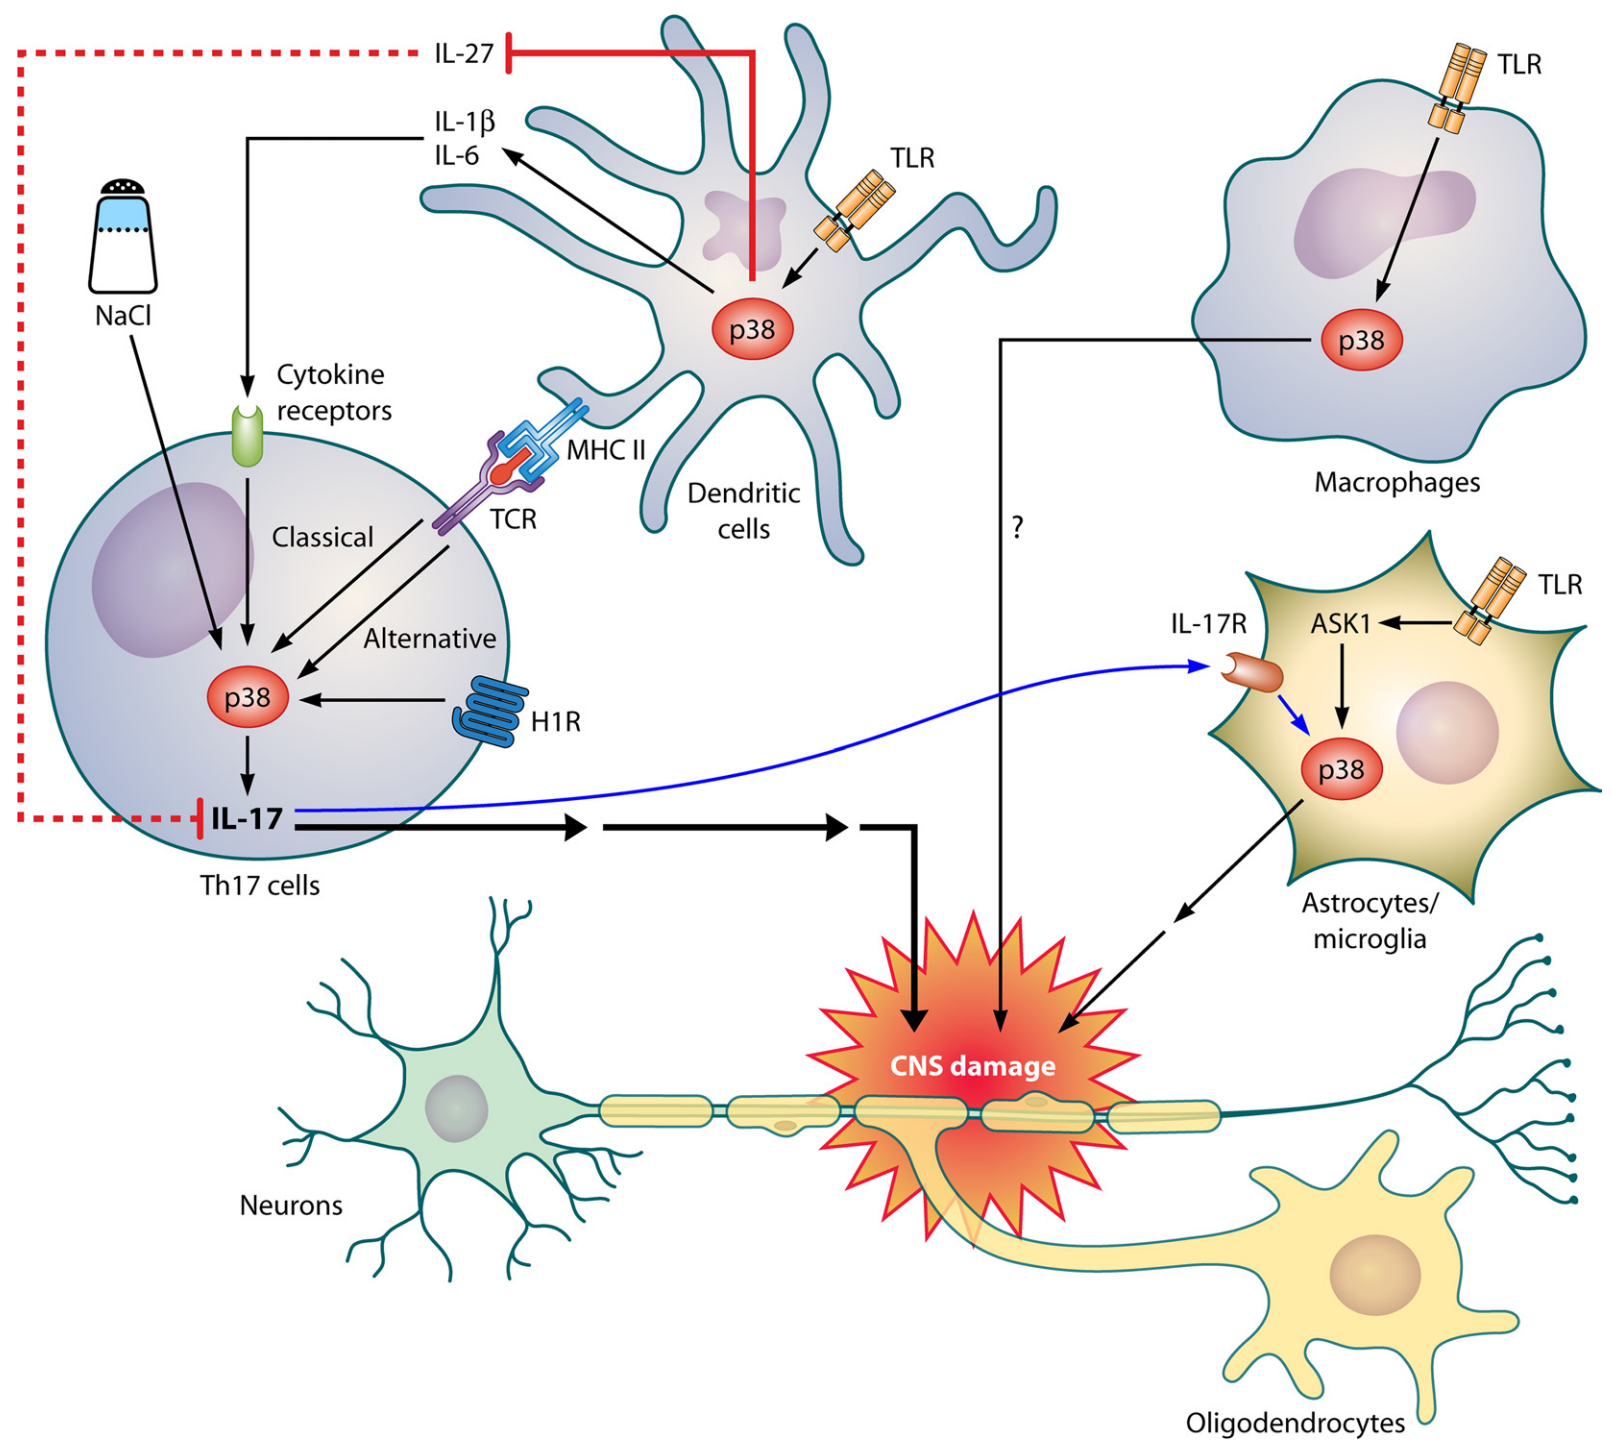 IL-27
IL-1β
IL-6
TLR
TLR
NaCl
p38
p38
Cytokine
receptors
MHC II
TCR
Dendritic
cells
Macrophages
Classical
?
Alternative
p38
H1R
IL-17
Th17 cells
IL-17R
ASK1
TLR
p38
Astrocytes/
microglia
CNS damage
Neurons
Oligodendrocytes